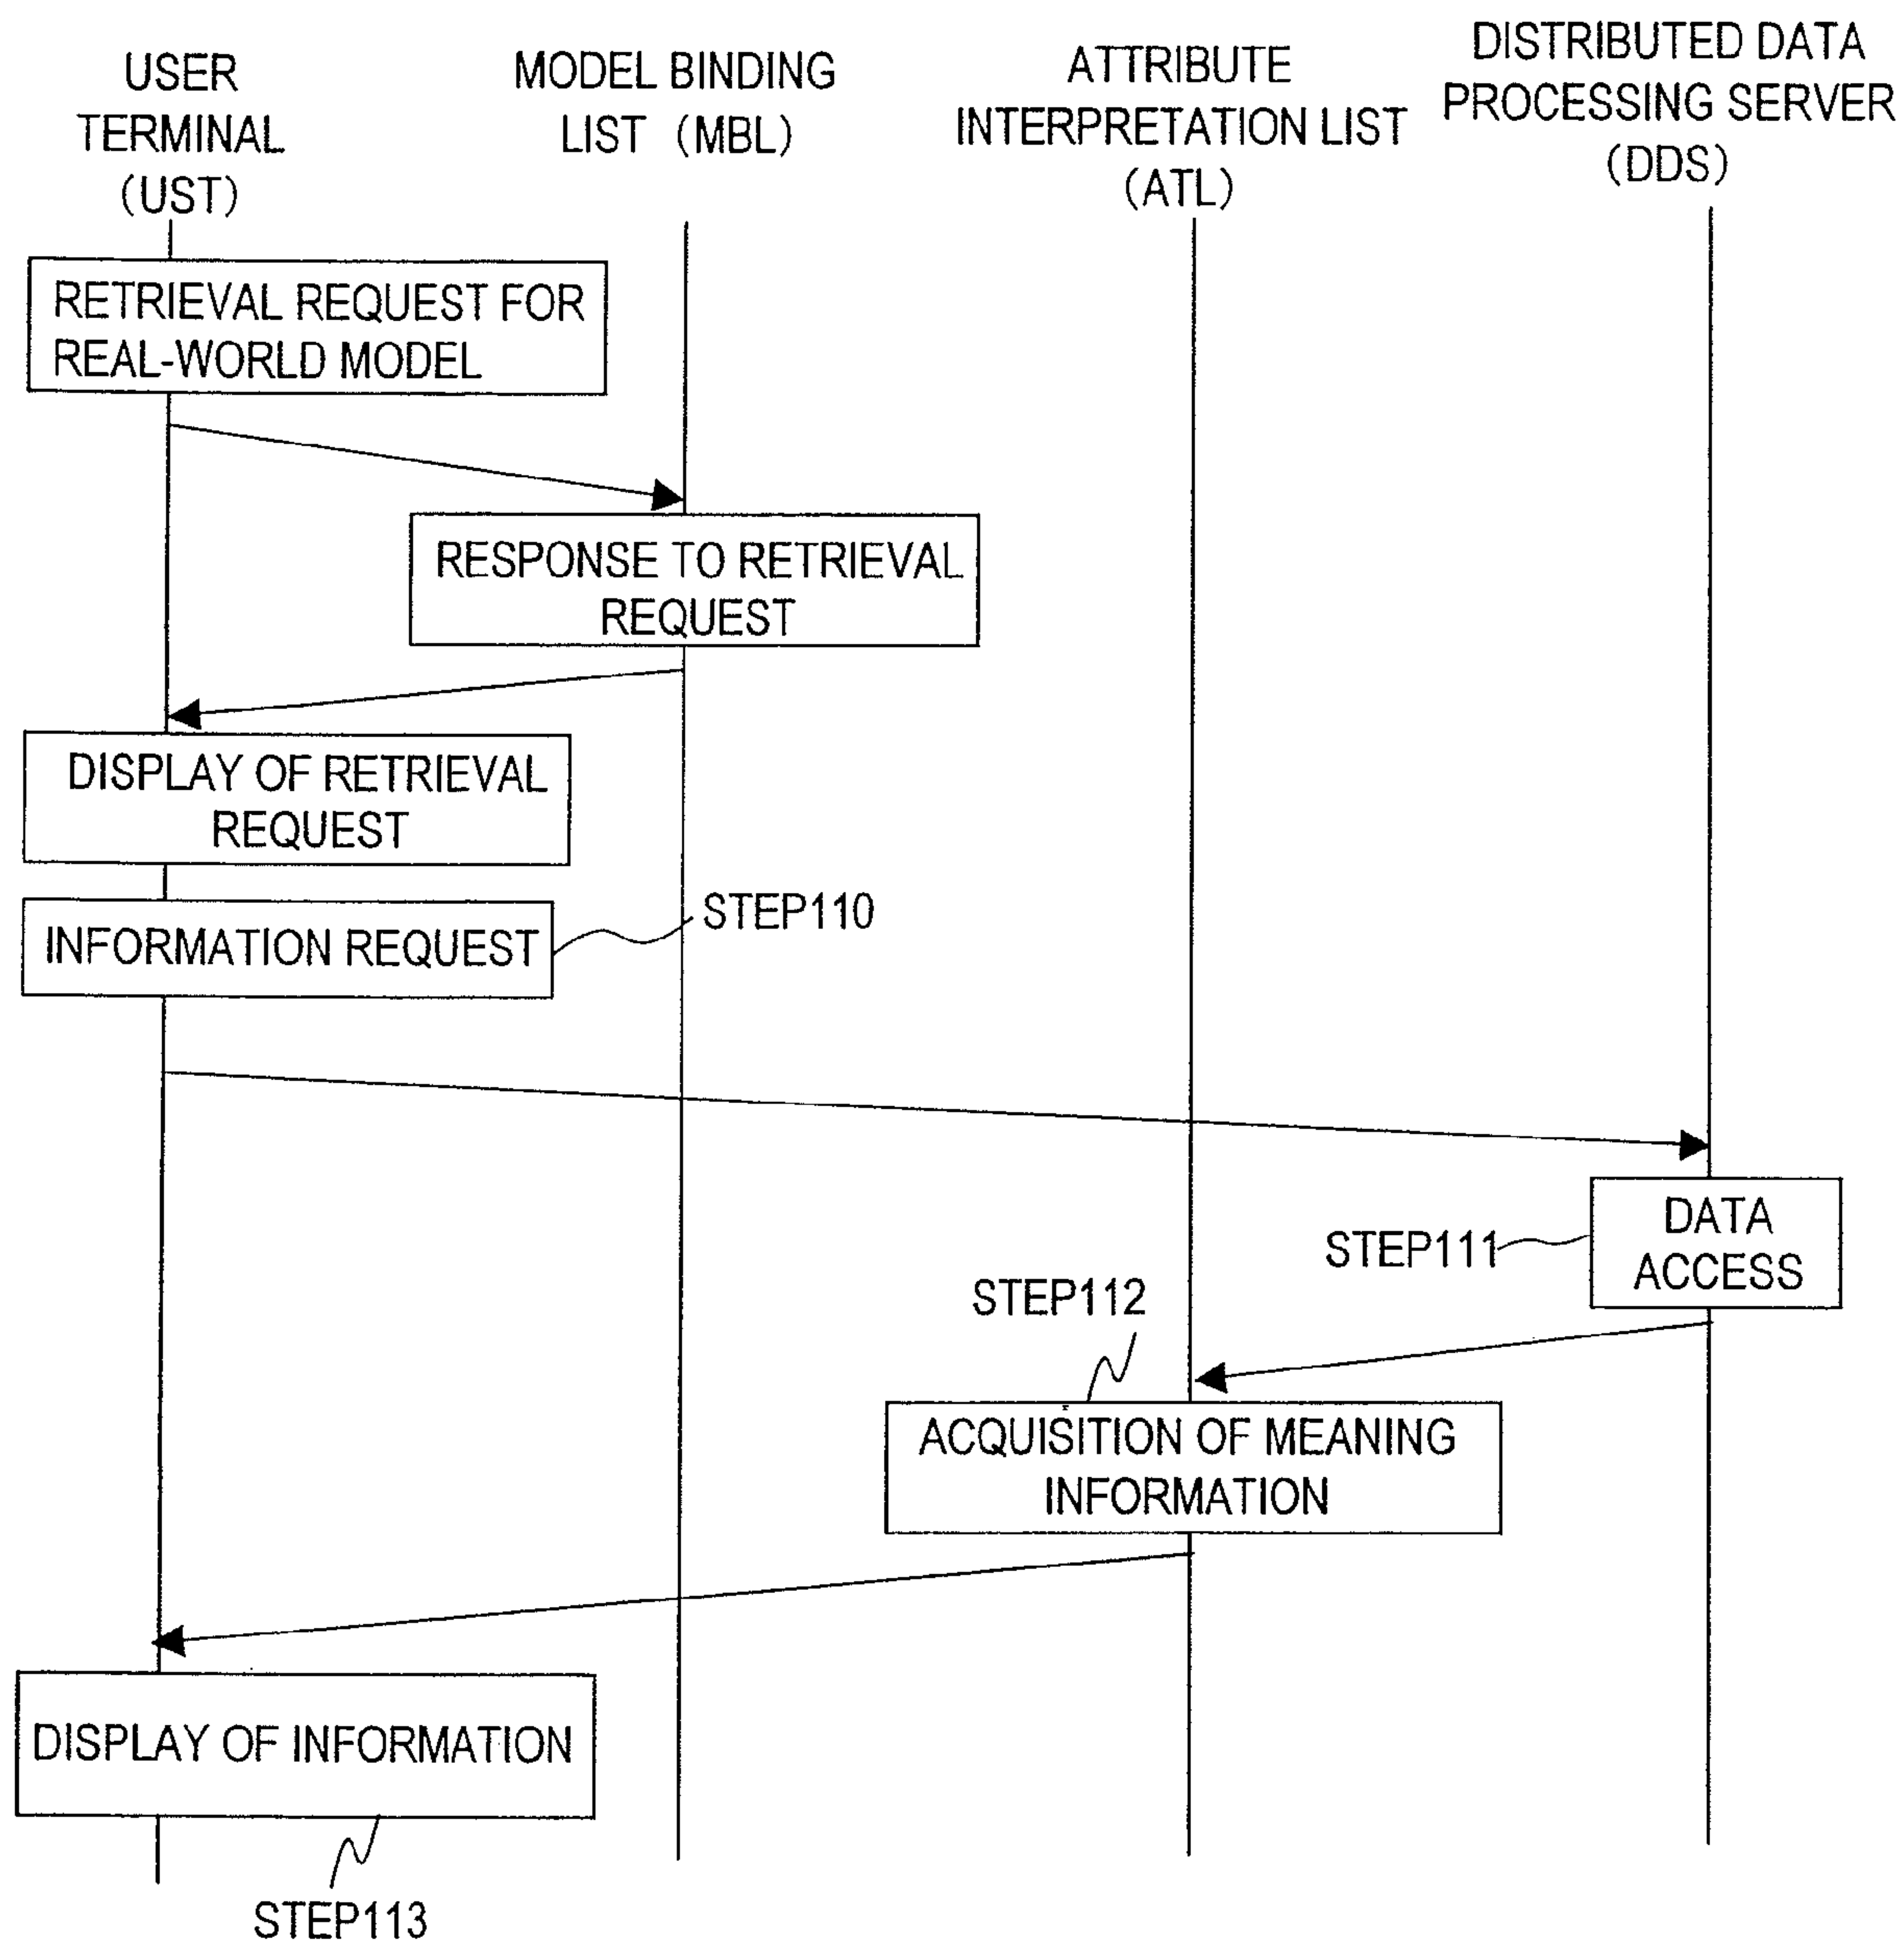 USER
TERMINAL
(UST)
MODEL BINDING
LIST (MBL)
ATTRIBUTE
INTERPRETATION LIST
(ATL)
DISTRIBUTED DATA
PROCESSING SERVER
(DDS)
RETRIEVAL REQUEST FOR
REAL-WORLD MODEL
RESPONSE TO RETRIEVAL
REQUEST
DISPLAY OF RETRIEVAL
REQUEST
INFORMATION REQUEST
STEP110
DATA
ACCESS
STEP111
STEP112
ACQUISITION OF MEANING
INFORMATION
DISPLAY OF INFORMATION
STEP113